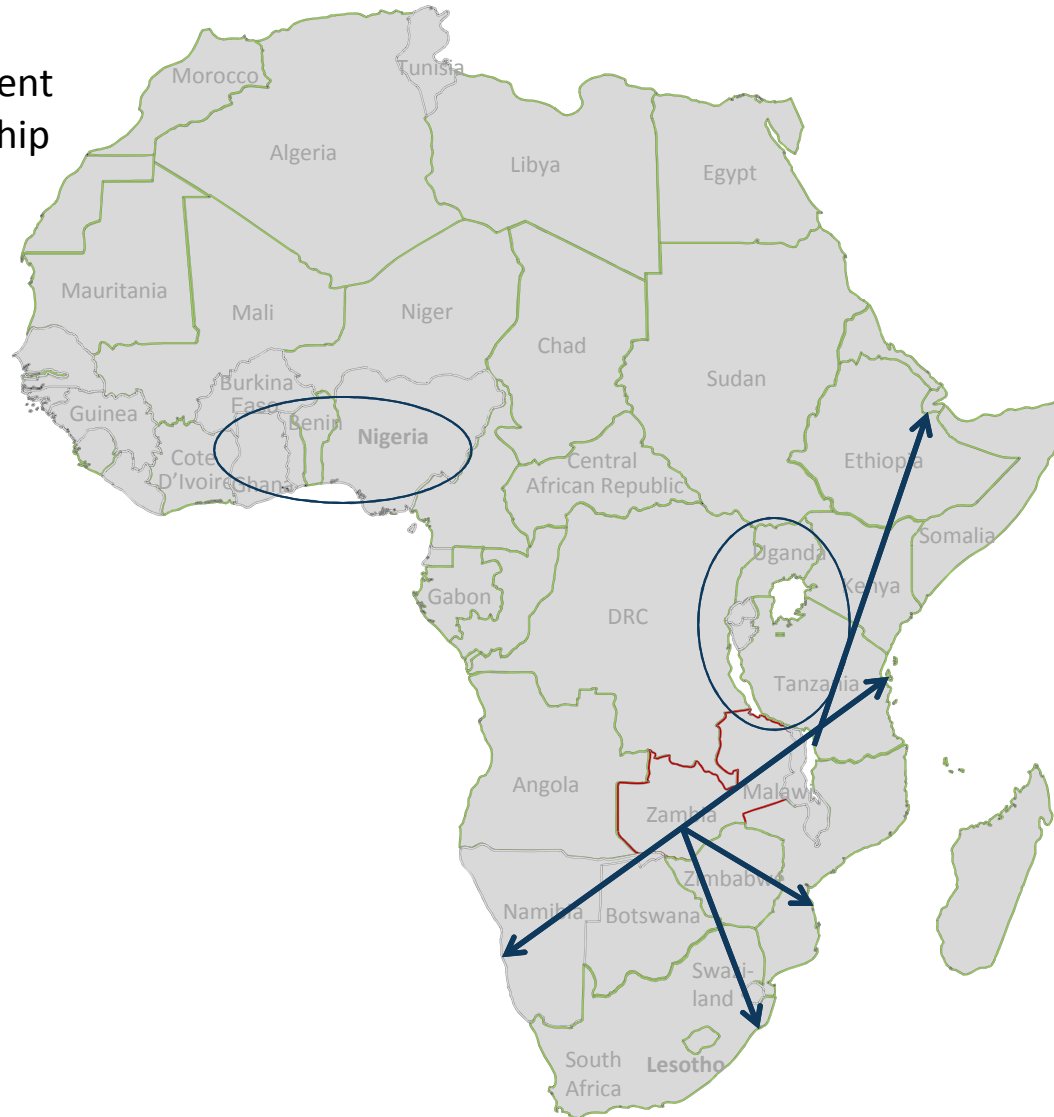 ent
ship
Morocco
Tunisia
Algeria
Libya
Egypt
Mauritania
Mali
Niger
Chad
Sudan
Burkina
Faso
Guinea
Benin
Nigeria
Cote
D'Ivoire
Ghana
Central
African Republic
Ethiopia
Somalia
Uganda
Kenya
Gabon
DRC
Tanzania
Angola
Malawi
Zambia
Zimbabwe
Namibia
Botswana
Swazi-
land
South
Africa
Lesotho